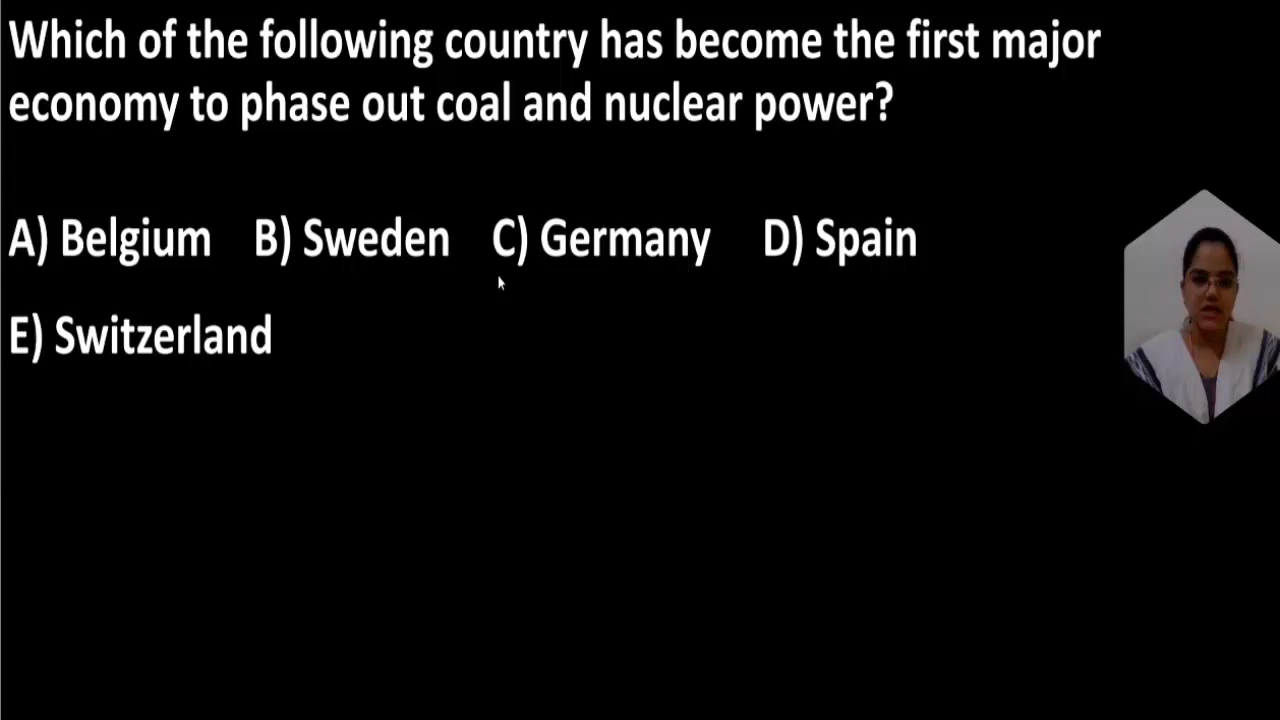 Which of the following country has become the first major
economy to phase out coal and nuclear power?
A) Belgium B) Sweden C) Germany D) Spain
E) Switzerland